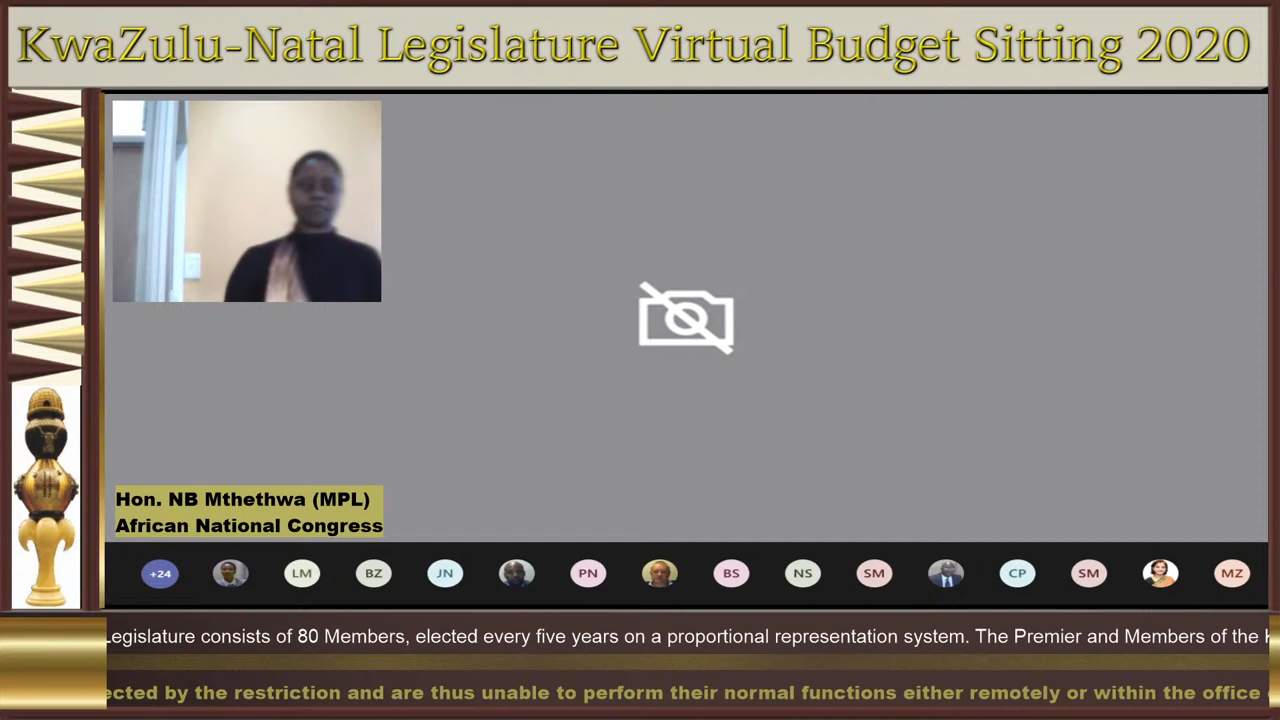 KwaZulu-Natal Legislature Virtual Budget Sitting 2020
Hon. NB Mthethwa (MPL)
African National Congress
+24 LM BZ JN PN BS NS SM CP SM MZ
Legislature consists of 80 Members, elected every five years on a proportional representation system. The Premier and Members of the
ected by the restriction and are thus unable to perform their normal functions either remotely or within the office